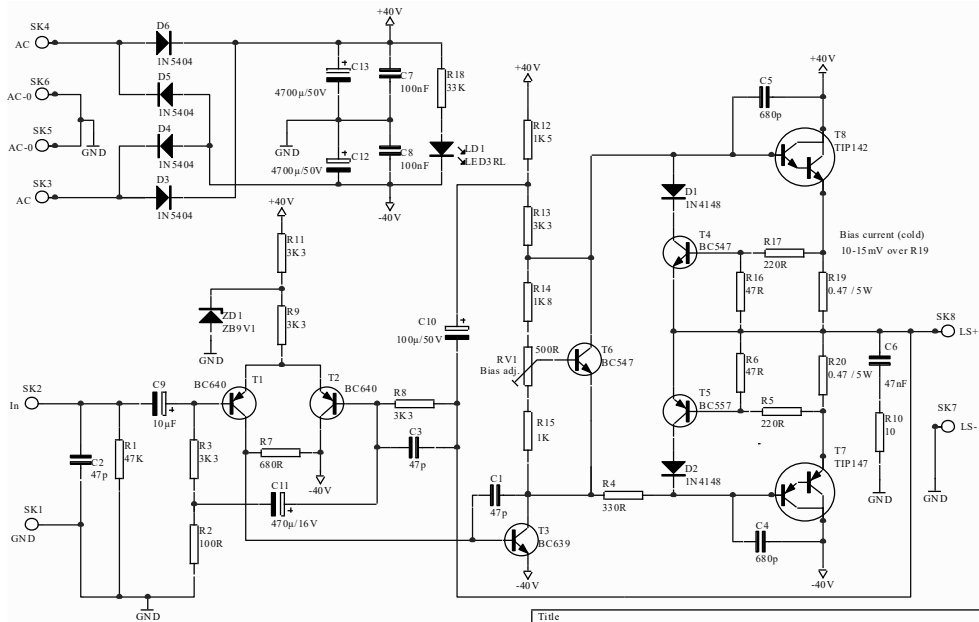 SK4
AC
SK6
AC-0
SK5
AC-0
GND
SK3
AC
D6
1N5404
D5
1N5404
D4
1N5404
D3
1N5404
+40V
C13
4700µ/50V
C7
100nF
R18
33K
GND
C12
4700µ/50V
C8
100nF
LD1
LED3RL
-40V
+40V
R11
3K3
ZD1
ZB9V1
GND
R9
3K3
C10
100µ/50V
SK2
In
C9
10µF
BC640
T1
T2
BC640
R8
3K3
C2
47p
R1
47K
R3
3K3
R7
680R
C3
47p
-40V
C11
470µ/16V
SK1
GND
R2
100R
GND
+40V
R12
1K5
R13
3K3
R14
1K8
RV1
500R
Bias adj.
T6
BC547
R15
1K
C1
47p
R4
330R
T3
BC639
-40V
+40V
C5
680p
T8
TIP142
D1
1N4148
T4
BC547
R17
220R
Bias current (cold)
10-15mV over R19
R16
47R
R19
0.47 /5W
SK8
LS+
C6
47nF
R6
47R
R20
0.47 /5W
T5
BC557
R5
220R
R10
10
SK7
LS-
GND
GND
D2
1N4148
T7
TIP147
C4
680p
-40V
Title